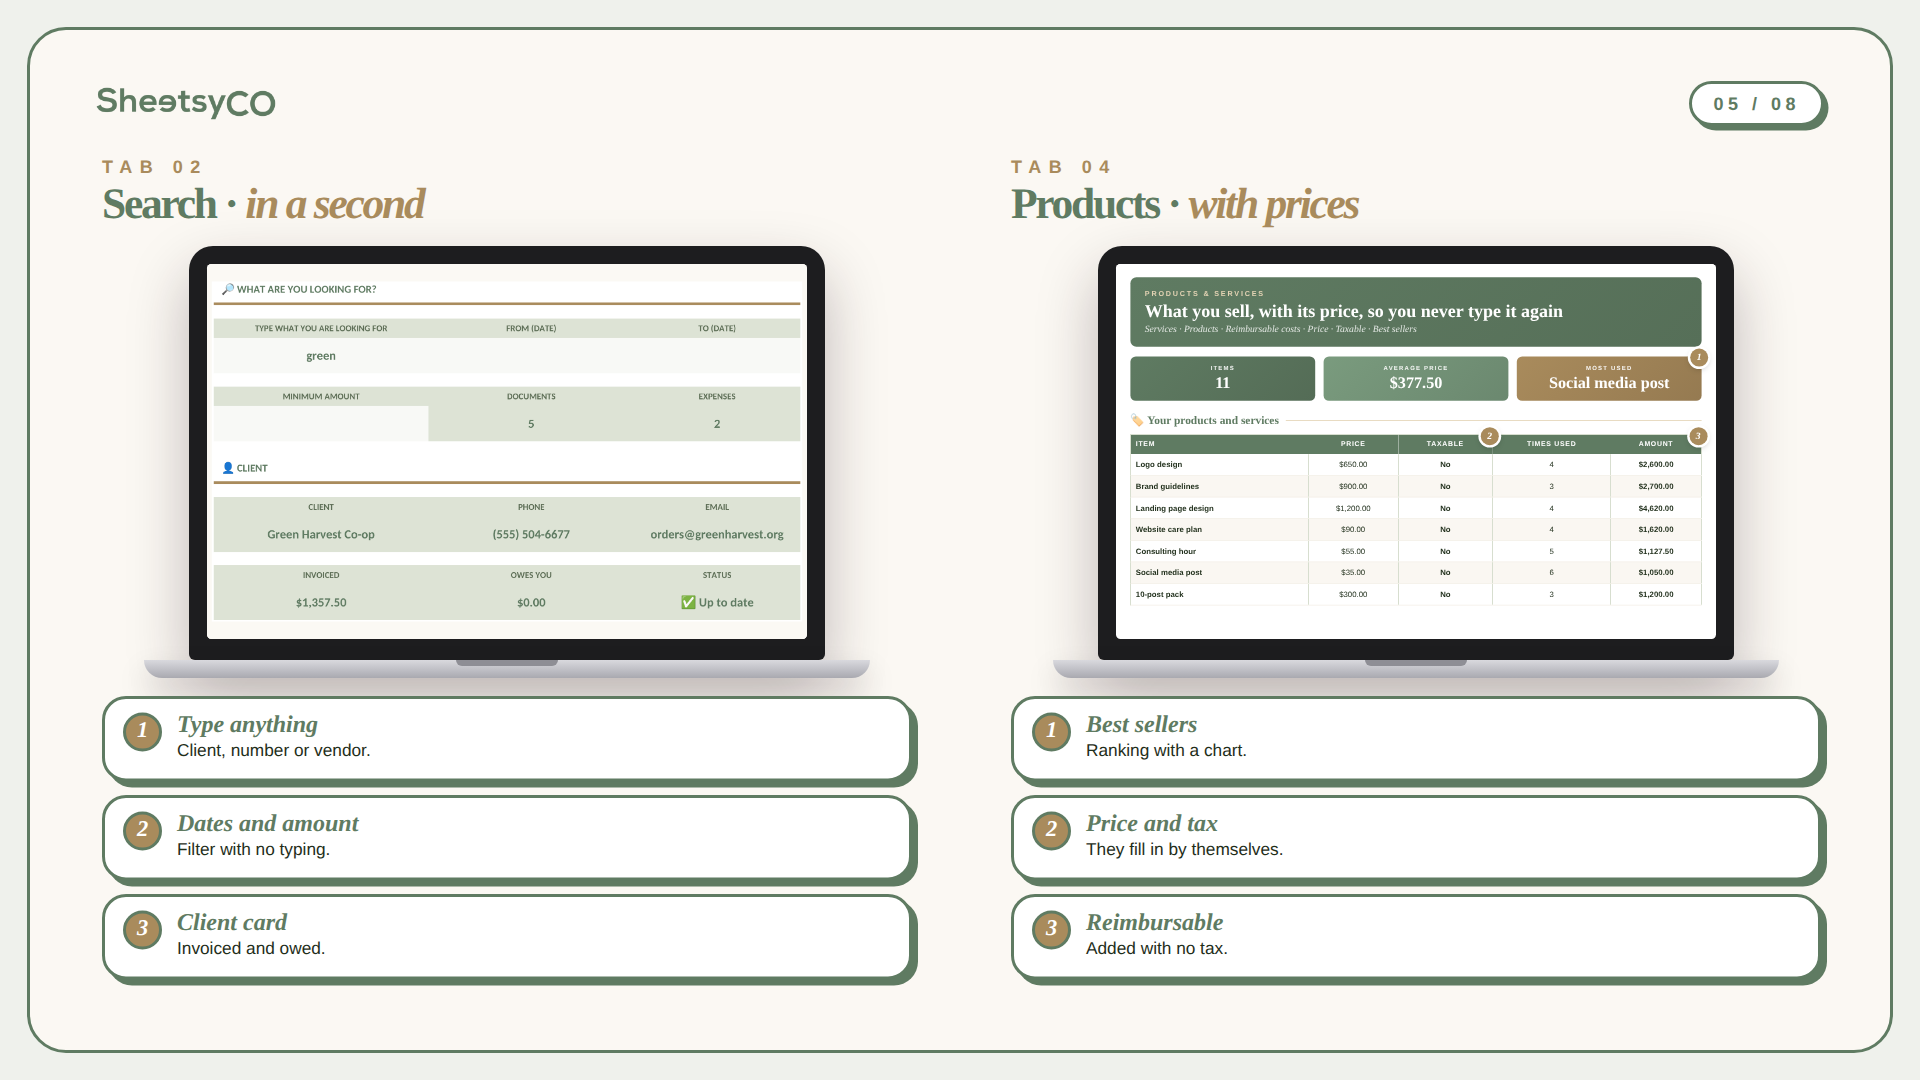 SheetsyCO
05 / 08
TAB 02
Search · in a second
🔎 WHAT ARE YOU LOOKING FOR?
TYPE WHAT YOU ARE LOOKING FOR FROM (DATE) TO (DATE)
green
MINIMUM AMOUNT DOCUMENTS EXPENSES
5 2
👤 CLIENT
CLIENT PHONE EMAIL
Green Harvest Co-op (555) 504-6677 orders@greenharvest.org
INVOICED OWES YOU STATUS
$1,357.50 $0.00 ✅ Up to date
1 Type anything
Client, number or vendor.
2 Dates and amount
Filter with no typing.
3 Client card
Invoiced and owed.
TAB 04
Products · with prices
PRODUCTS & SERVICES
What you sell, with its price, so you never type it again
Services · Products · Reimbursable costs · Price · Taxable · Best sellers
1
ITEMS AVERAGE PRICE MOST USED
11 $377.50 Social media post
🏷️ Your products and services
2 3
ITEM PRICE TAXABLE TIMES USED AMOUNT
Logo design $650.00 No 4 $2,600.00
Brand guidelines $900.00 No 3 $2,700.00
Landing page design $1,200.00 No 4 $4,620.00
Website care plan $90.00 No 4 $1,620.00
Consulting hour $55.00 No 5 $1,127.50
Social media post $35.00 No 6 $1,050.00
10-post pack $300.00 No 3 $1,200.00
1 Best sellers
Ranking with a chart.
2 Price and tax
They fill in by themselves.
3 Reimbursable
Added with no tax.